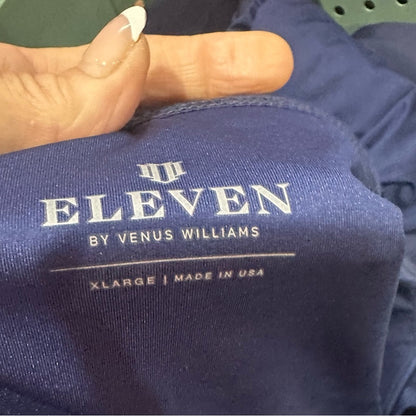 ELEVEN
BY VENUS WILLIAMS
XLARGE | MADE IN USA